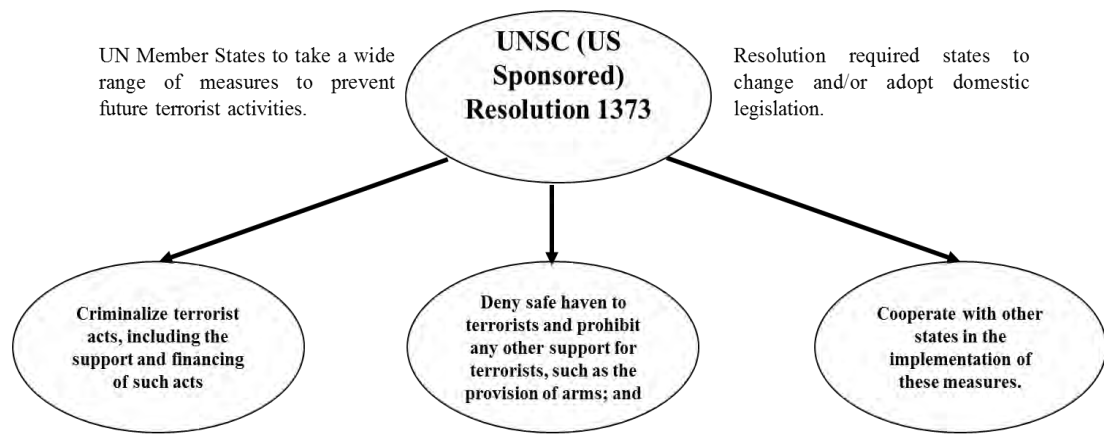 UN Member States to take a wide
range of measures to prevent
future terrorist activities.
UNSC (US
Sponsored)
Resolution 1373
Resolution required states to
change and/or adopt domestic
legislation.
Criminalize terrorist
acts, including the
support and financing
of such acts
Deny safe haven to
terrorists and prohibit
any other support for
terrorists, such as the
provision of arms; and
Cooperate with other
states in the
implementation of
these measures.